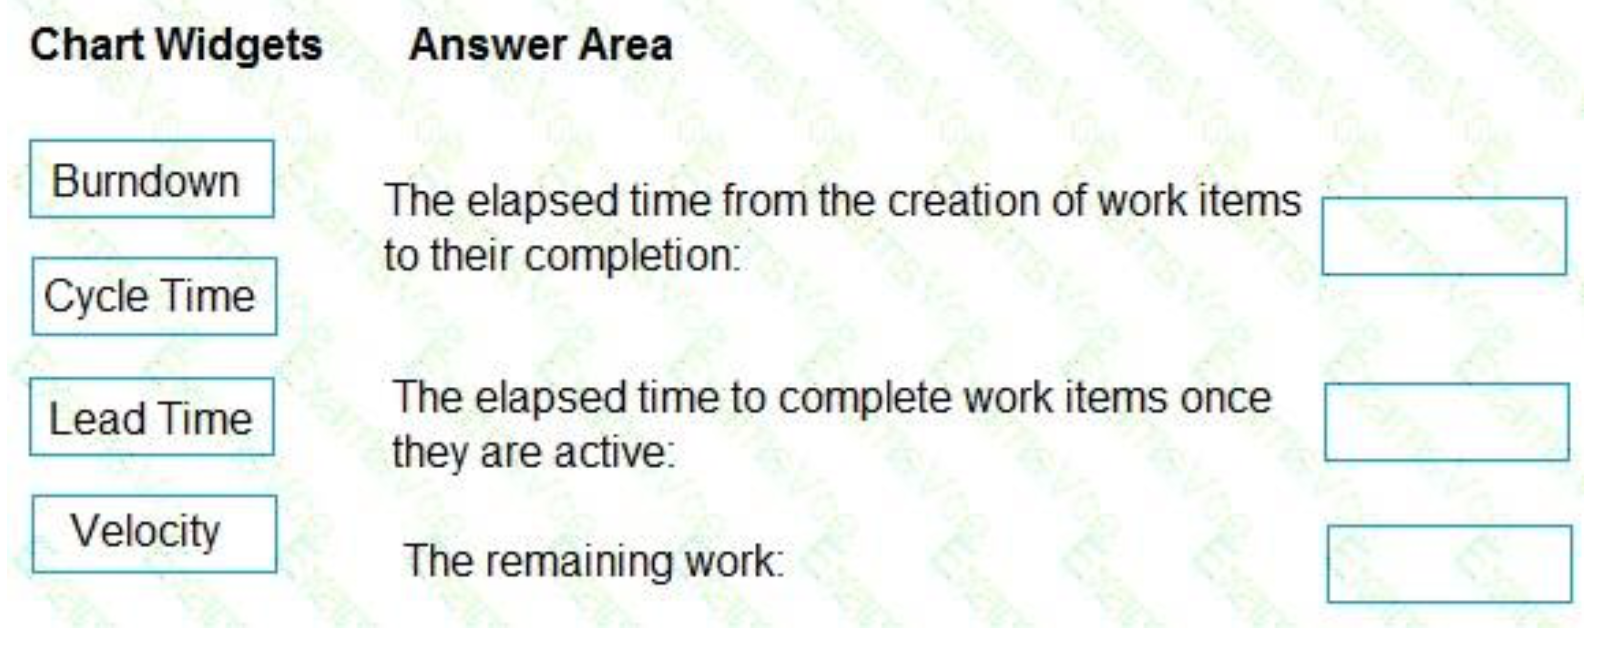 Chart Widgets
Answer Area
Burndown
The elapsed time from the creation of work items
to their completion:
Cycle Time
Lead Time
The elapsed time to complete work items once
they are active:
Velocity
The remaining work: